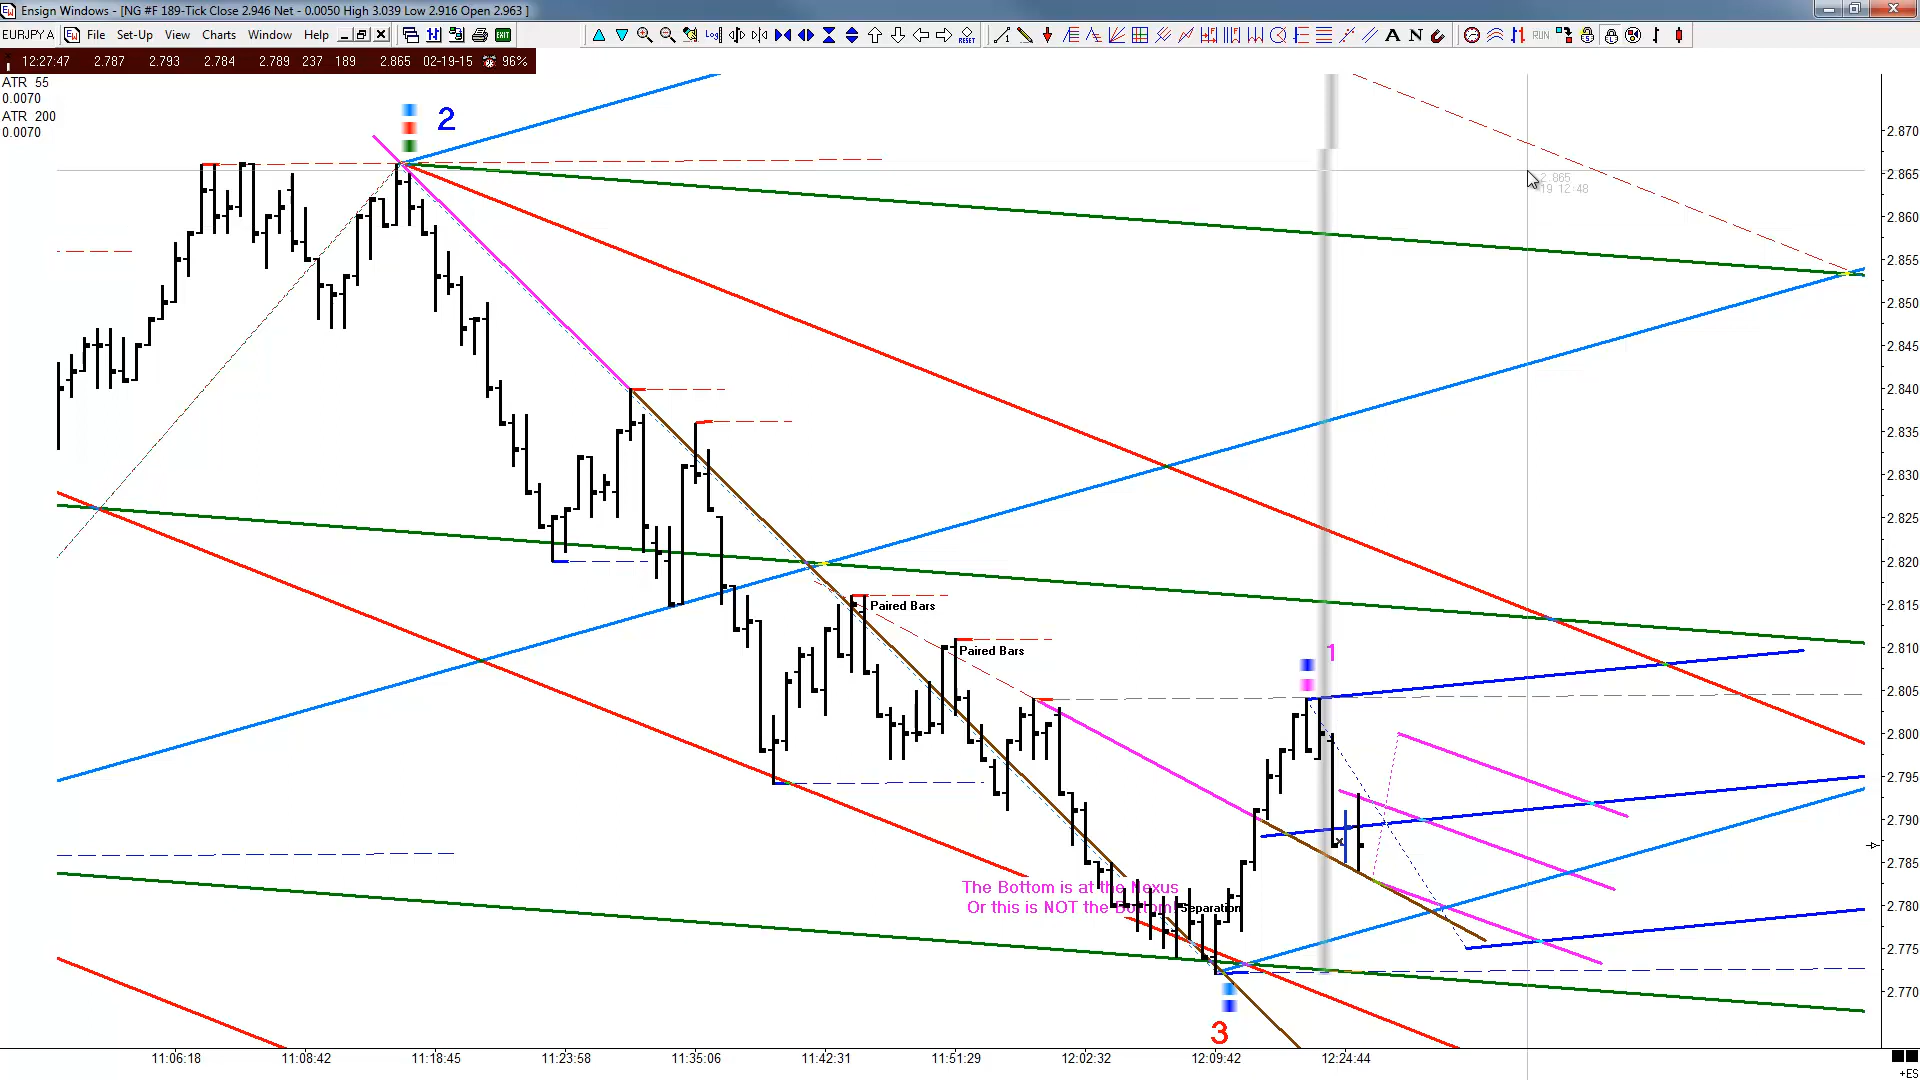 Ensign Windows - [NG #F 189-Tick Close 2.946 Net - 0.0050 High 3.039 Low 2.916 Open 2.963 ]
EURJPY A File Set-Up View Charts Window Help
12:27:47 2.787 2.793 2.784 2.789 237 189 2.865 02-19-15 96%
ATR 55
0.0070
ATR 200
0.0070
2
2.870
2.865
2.860
2.855
2.850
2.845
2.840
2.835
2.830
2.825
2.820
2.815
2.810
2.805
2.800
2.795
2.790
2.785
2.780
2.775
2.770
2.865
19 12:48
Paired Bars
Paired Bars
1
x
The Bottom is at the Nexus
Or this is NOT the Bottom!
Separation
3
11:06:18 11:08:42 11:18:45 11:23:58 11:35:06 11:42:31 11:51:29 12:02:32 12:09:42 12:24:44
+ES